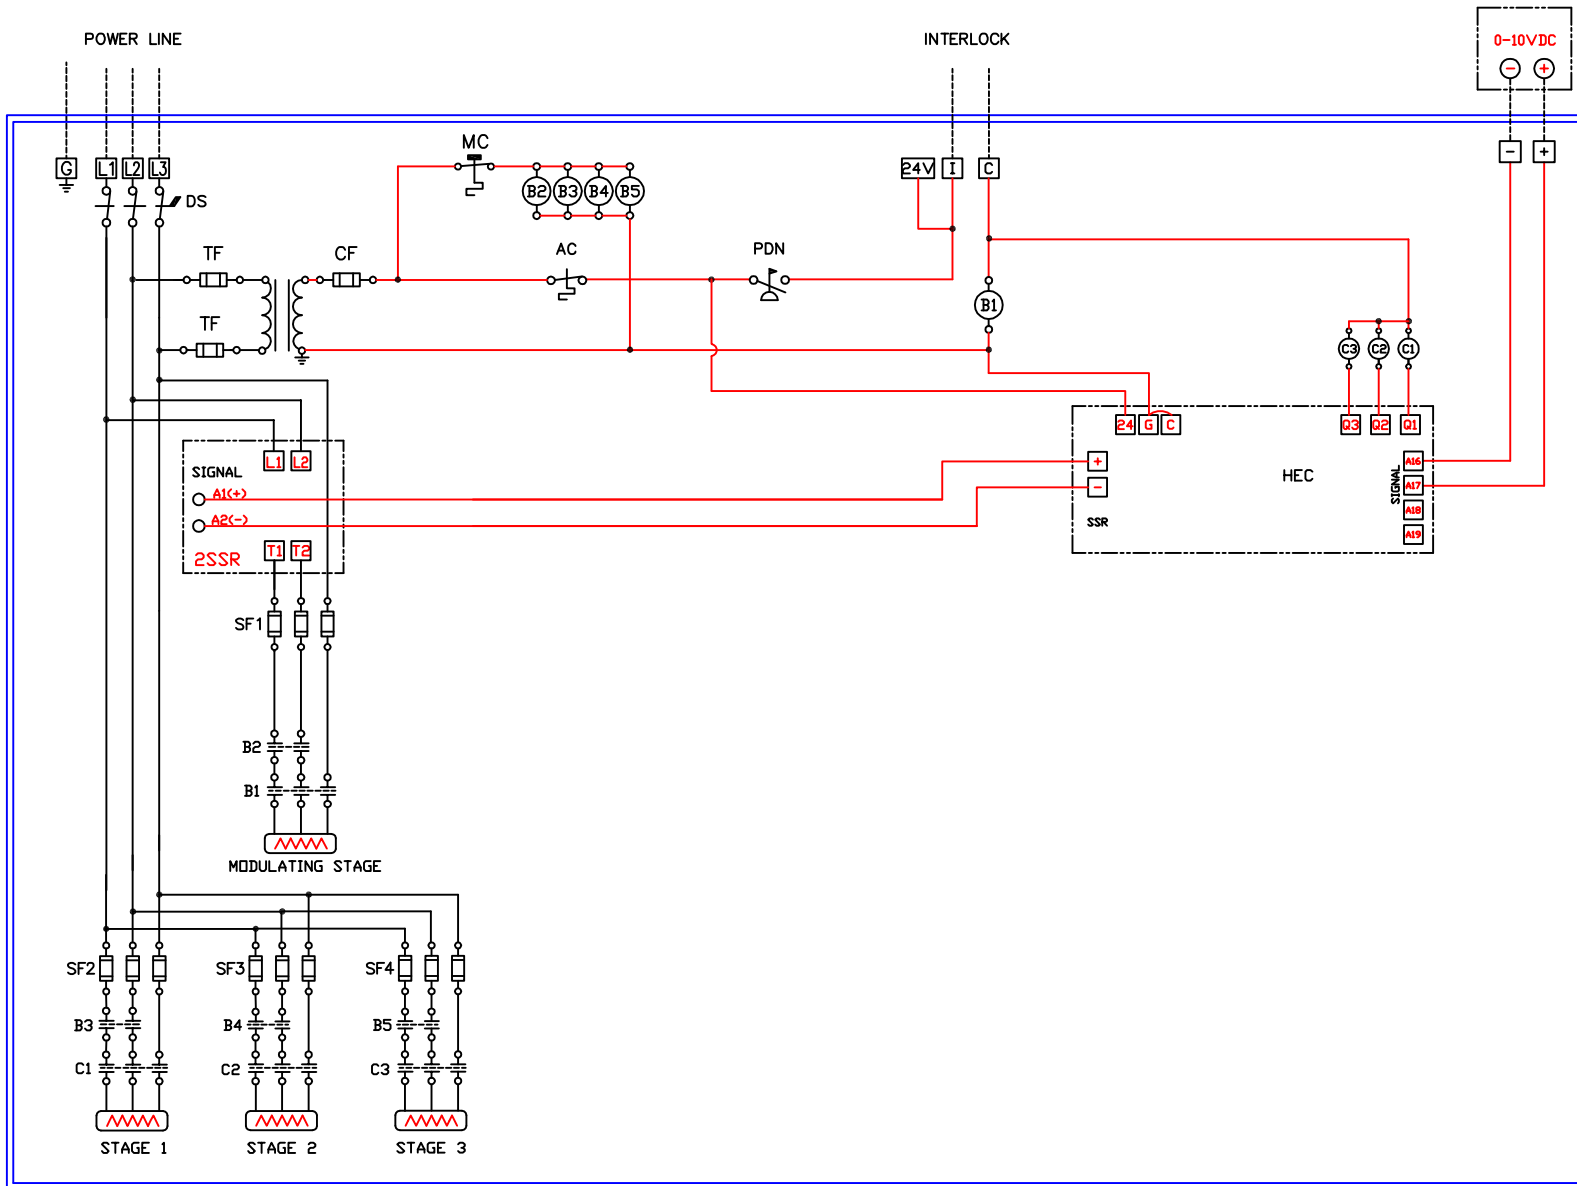 POWER LINE
INTERLOCK
0-10VDC
- +
- +
MC
G L1 L2 L3
24V I C
DS
B2 B3 B4 B5
TF
CF
AC
PDN
B1
TF
C3 C2 C1
24 G C
Q3 Q2 Q1
L1 L2
SIGNAL
A1(+)
A2(-)
T1 T2
2SSR
+
-
SSR
HEC
SIGNAL
A16
A17
A18
A19
SF1
B2
B1
MODULATING STAGE
SF2
SF3
SF4
B3
B4
B5
C1
C2
C3
STAGE 1
STAGE 2
STAGE 3